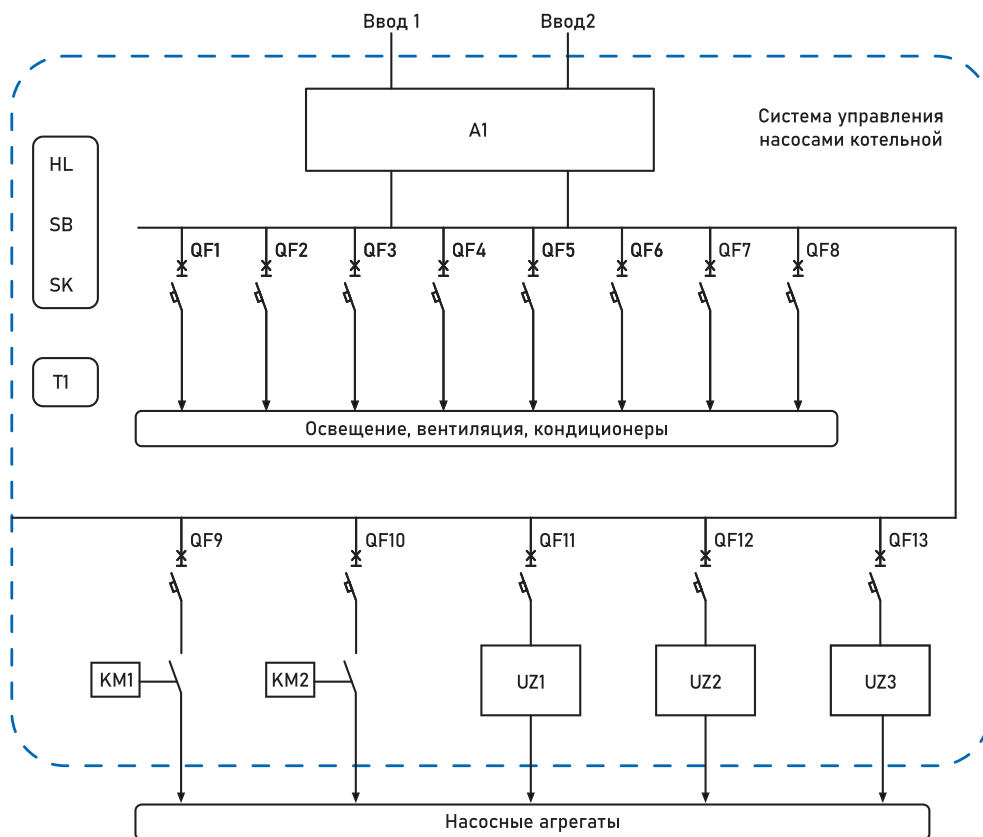 Ввод 1
Ввод2
A1
Система управления
насосами котельной
HL
SB
SK
QF1
QF2
QF3
QF4
QF5
QF6
QF7
QF8
T1
Освещение, вентиляция, кондиционеры
QF9
QF10
QF11
QF12
QF13
KM1
KM2
UZ1
UZ2
UZ3
Насосные агрегаты